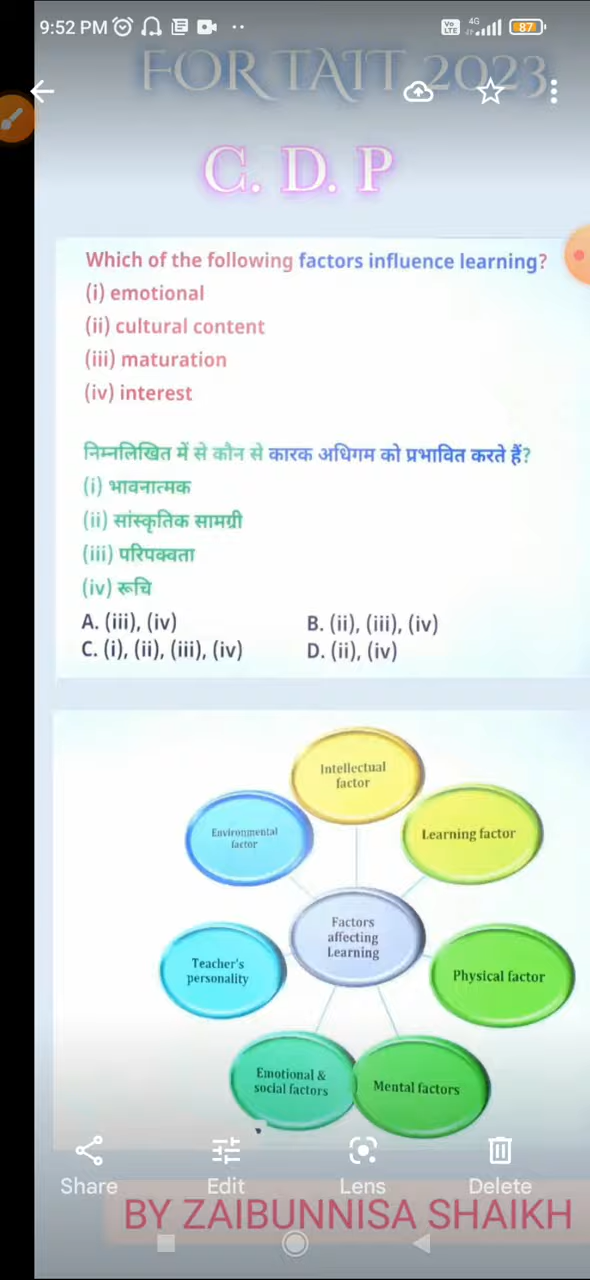 9:52 PM
Vo LTE 4G 87
FOR TAIT 2023
C. D. P
Which of the following factors influence learning?
(i) emotional
(ii) cultural content
(iii) maturation
(iv) interest
निम्नलिखित में से कौन से कारक अधिगम को प्रभावित करते हैं?
(i) भावनात्मक
(ii) सांस्कृतिक सामग्री
(iii) परिपक्वता
(iv) रूचि
A. (iii), (iv) B. (ii), (iii), (iv)
C. (i), (ii), (iii), (iv) D. (ii), (iv)
Intellectual
factor
Environmental
factor
Learning factor
Factors
affecting
Learning
Teacher's
personality
Physical factor
Emotional &
social factors
Mental factors
Share Edit Lens Delete
BY ZAIBUNNISA SHAIKH